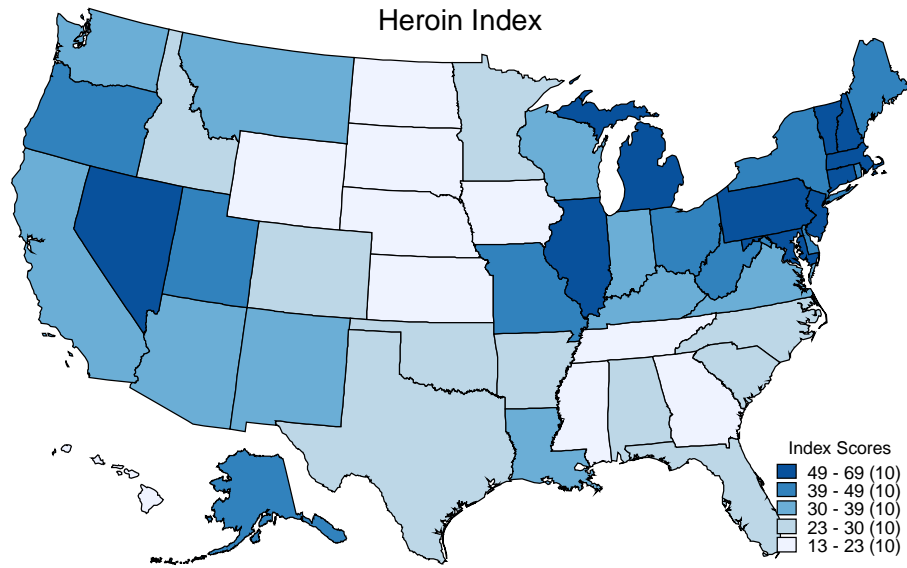 Heroin Index
Index Scores
49 - 69 (10)
39 - 49 (10)
30 - 39 (10)
23 - 30 (10)
13 - 23 (10)